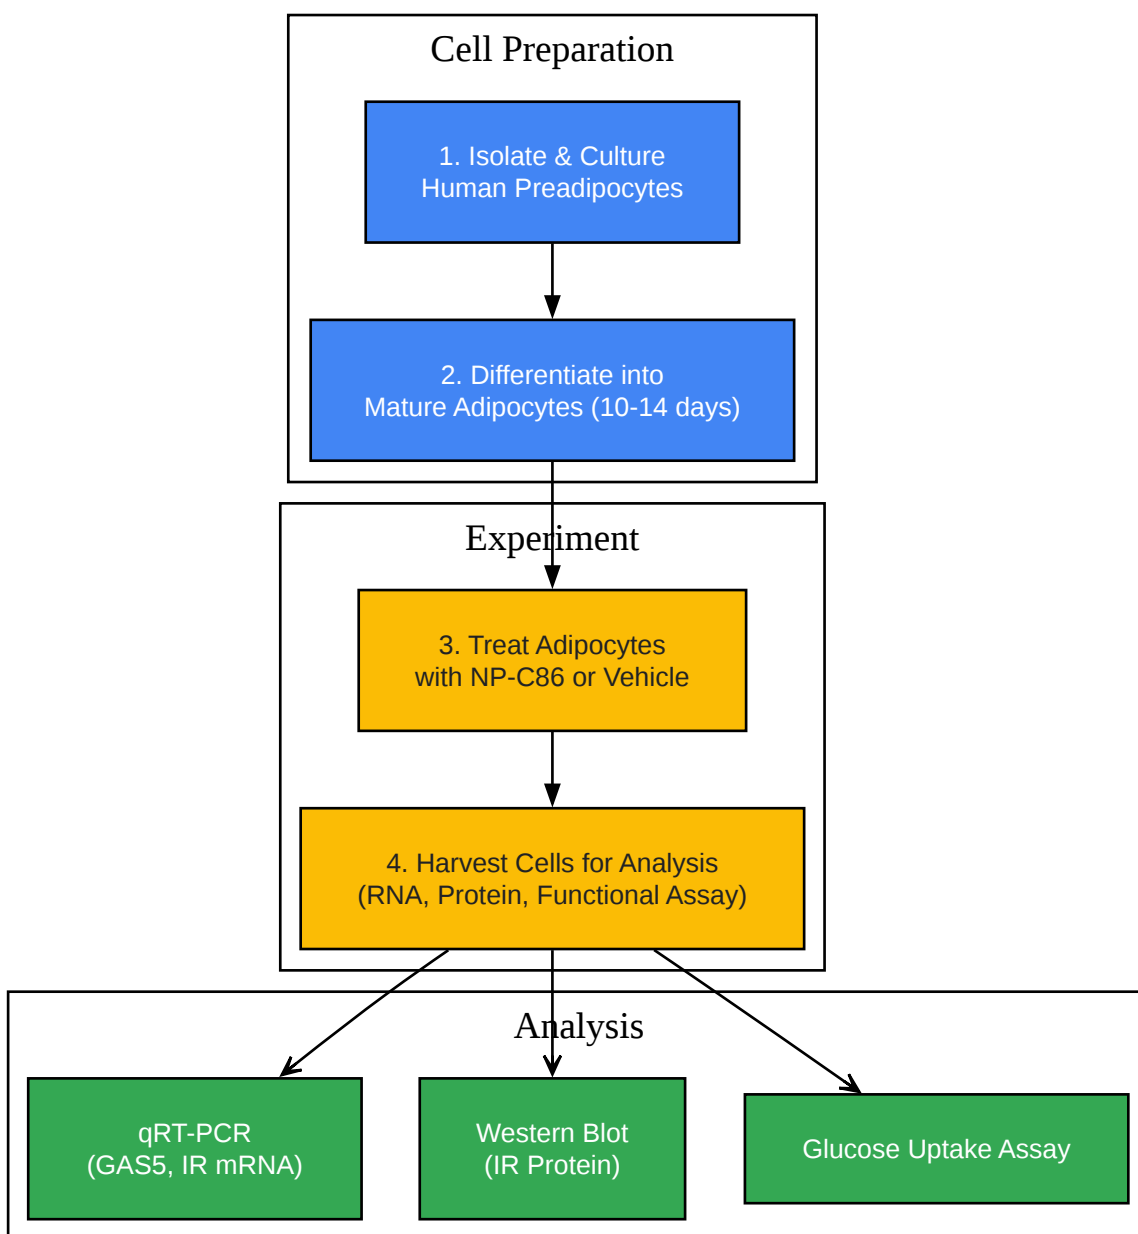 Cell Preparation
1. Isolate & Culture
Human Preadipocytes
2. Differentiate into
Mature Adipocytes (10-14 days)
Experiment
3. Treat Adipocytes
with NP-C86 or Vehicle
4. Harvest Cells for Analysis
(RNA, Protein, Functional Assay)
Analysis
qRT-PCR
(GAS5, IR mRNA)
Western Blot
(IR Protein)
Glucose Uptake Assay